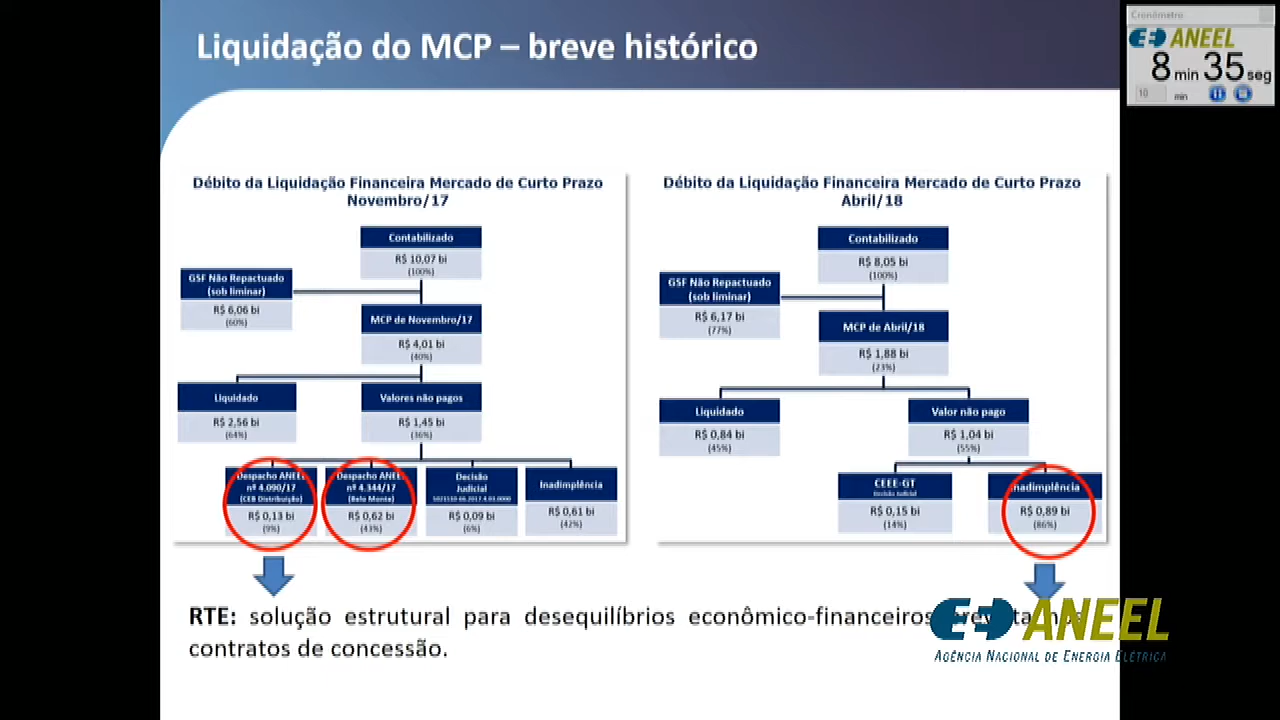 Liquidação do MCP – breve histórico
Cronômetro
ANEEL
8 min 35 seg
10 min
Débito da Liquidação Financeira Mercado de Curto Prazo
Novembro/17
Contabilizado
R$ 10,07 bi
(100%)
GSF Não Repactuado
(sob liminar)
R$ 6,06 bi
(60%)
MCP de Novembro/17
R$ 4,01 bi
(40%)
Liquidado
R$ 2,56 bi
(64%)
Valores não pagos
R$ 1,45 bi
(36%)
Despacho ANEEL
nº 4.090/17
(CEB Distribuição)
R$ 0,13 bi
(9%)
Despacho ANEEL
nº 4.344/17
(Belo Monte)
R$ 0,62 bi
(43%)
Decisão
Judicial
R$ 0,09 bi
(6%)
Inadimplência
R$ 0,61 bi
(42%)
Débito da Liquidação Financeira Mercado de Curto Prazo
Abril/18
Contabilizado
R$ 8,05 bi
(100%)
GSF Não Repactuado
(sob liminar)
R$ 6,17 bi
(77%)
MCP de Abril/18
R$ 1,88 bi
(23%)
Liquidado
R$ 0,84 bi
(45%)
Valor não pago
R$ 1,04 bi
(55%)
CEEE-GT
Decisão Judicial
R$ 0,15 bi
(14%)
Inadimplência
R$ 0,89 bi
(86%)
RTE: solução estrutural para desequilíbrios econômico-financeiros
contratos de concessão.
ANEEL
AGÊNCIA NACIONAL DE ENERGIA ELÉTRICA